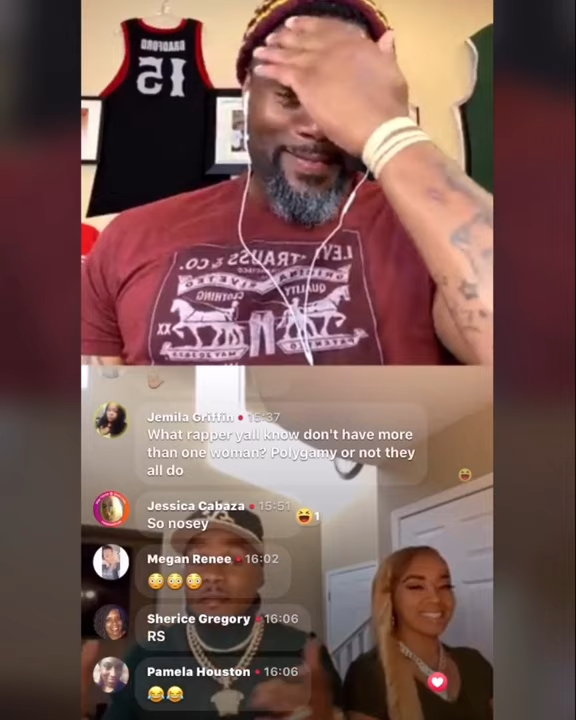 BRADFORD
15
LEVI STRAUSS & CO.
QUALITY
CLOTHING
XX
Jemila Griffin • 15:37
What rapper yall know don't have more
than one woman? Polygamy or not they
all do
Jessica Cabaza • 15:51
So nosey
1
Megan Renee • 16:02
😳😳😳
Sherice Gregory • 16:06
RS
Pamela Houston • 16:06
😂😂